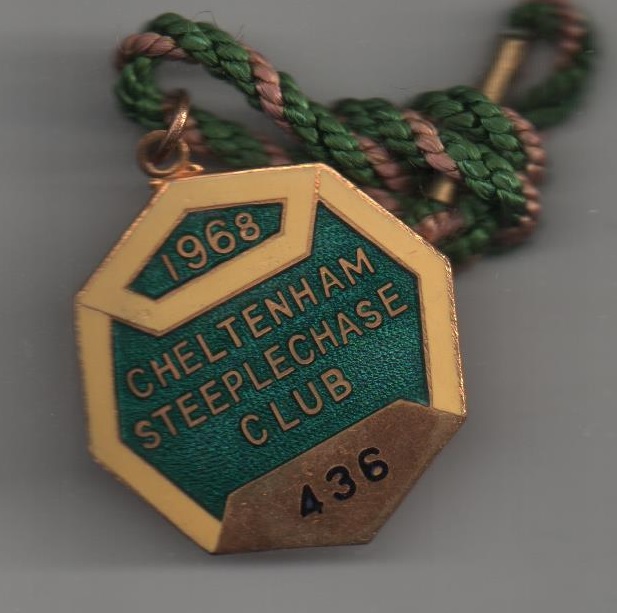 1968
CHELTENHAM
STEEPLECHASE
CLUB
436